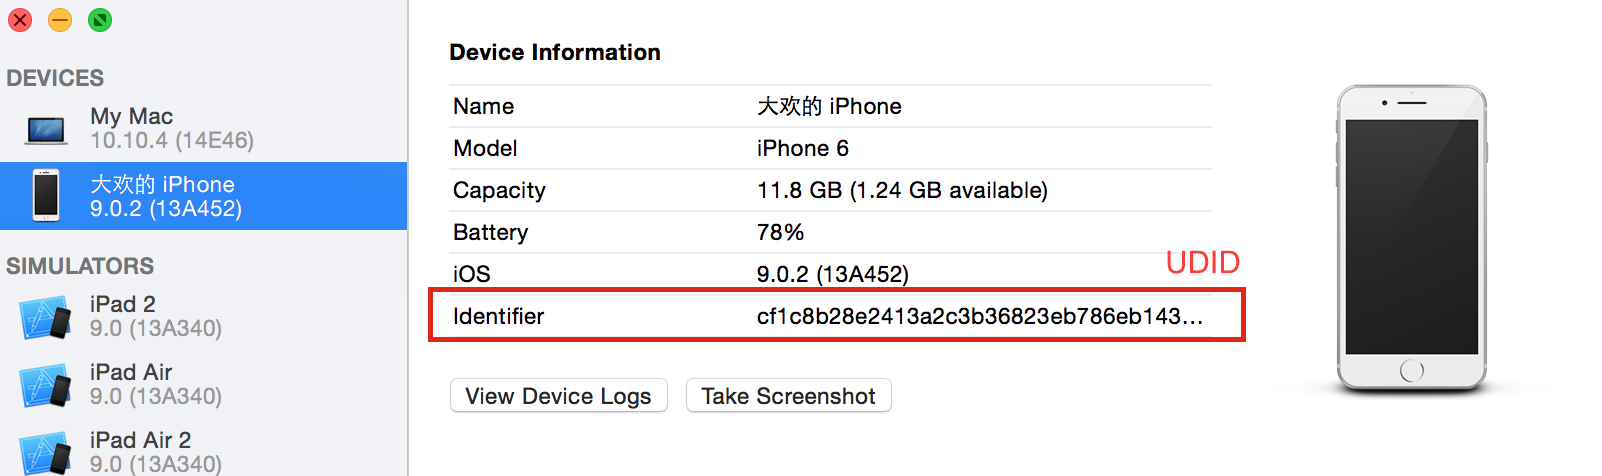 DEVICES
My Mac
10.10.4 (14E46)
大欢的 iPhone
9.0.2 (13A452)
SIMULATORS
iPad 2
9.0 (13A340)
iPad Air
9.0 (13A340)
iPad Air 2
9.0 (13A340)
Device Information
Name 大欢的 iPhone
Model iPhone 6
Capacity 11.8 GB (1.24 GB available)
Battery 78%
iOS 9.0.2 (13A452)
UDID
Identifier cf1c8b28e2413a2c3b36823eb786eb143...
View Device Logs Take Screenshot